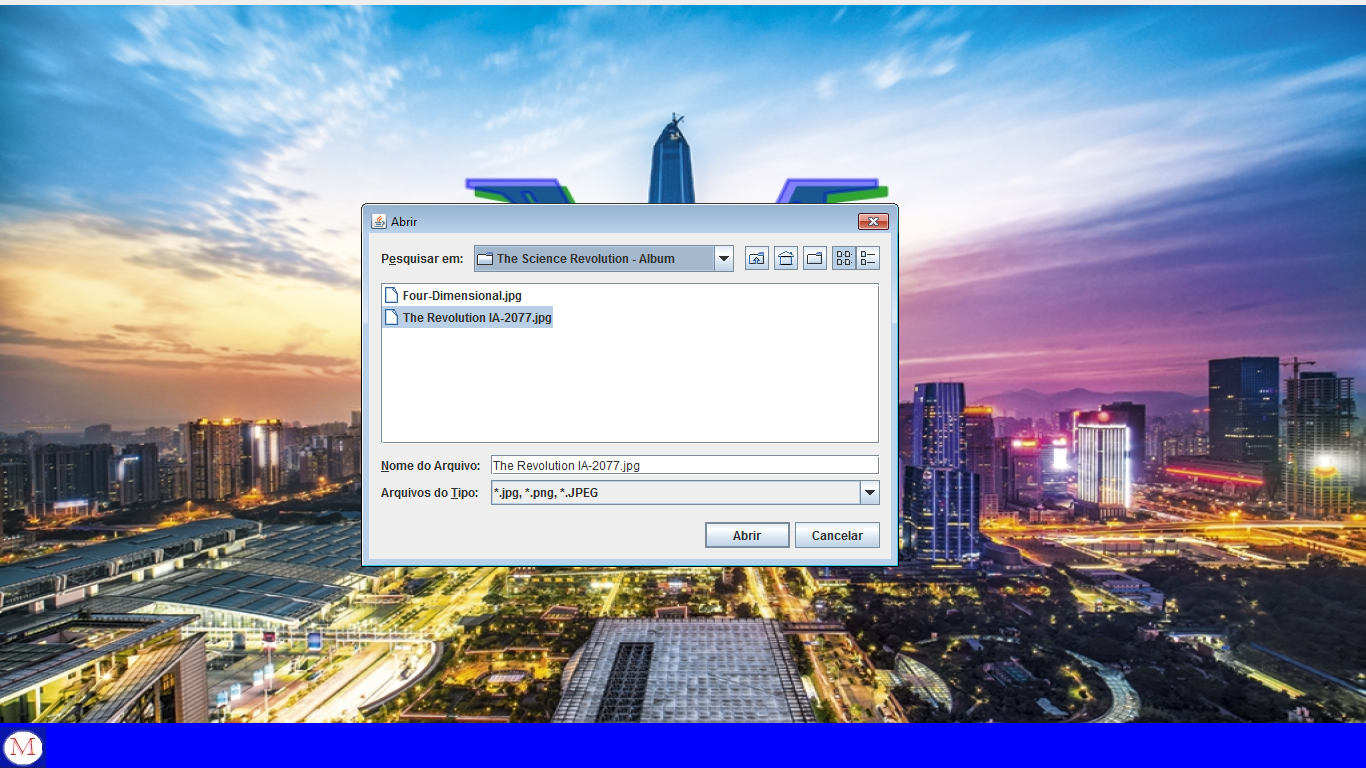 Abrir
Pesquisar em: The Science Revolution - Album
Four-Dimensional.jpg
The Revolution IA-2077.jpg
Nome do Arquivo: The Revolution IA-2077.jpg
Arquivos do Tipo: *.jpg, *.png, *.JPEG
Abrir Cancelar
M